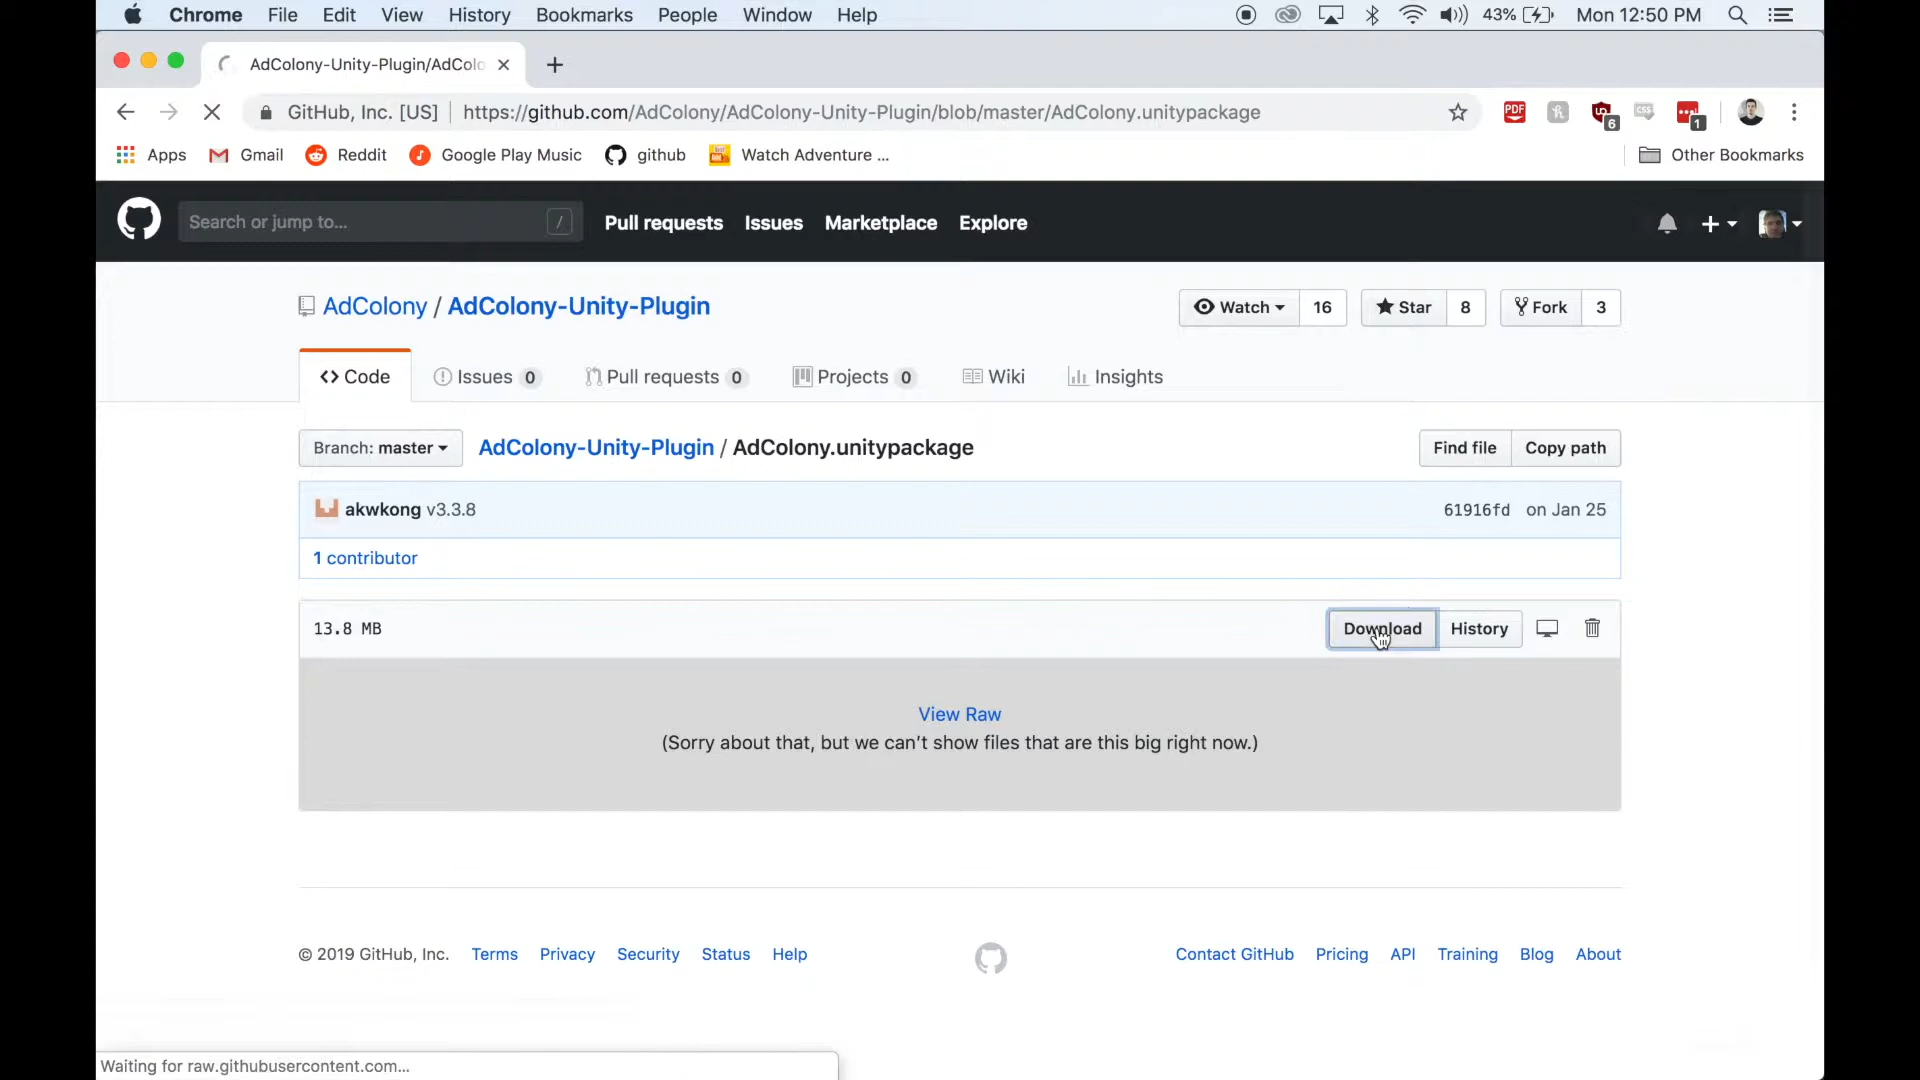 Chrome File Edit View History Bookmarks People Window Help 43% Mon 12:50 PM
AdColony-Unity-Plugin/AdColo
GitHub, Inc. [US] https://github.com/AdColony/AdColony-Unity-Plugin/blob/master/AdColony.unitypackage PDF 6 CSS 1
Apps Gmail Reddit Google Play Music github Watch Adventure ... Other Bookmarks
Search or jump to... / Pull requests Issues Marketplace Explore
AdColony / AdColony-Unity-Plugin Watch 16 Star 8 Fork 3
Code Issues 0 Pull requests 0 Projects 0 Wiki Insights
Branch: master AdColony-Unity-Plugin / AdColony.unitypackage Find file Copy path
akwkong v3.3.8 61916fd on Jan 25
1 contributor
13.8 MB Download History
View Raw
(Sorry about that, but we can't show files that are this big right now.)
© 2019 GitHub, Inc. Terms Privacy Security Status Help Contact GitHub Pricing API Training Blog About
Waiting for raw.githubusercontent.com...